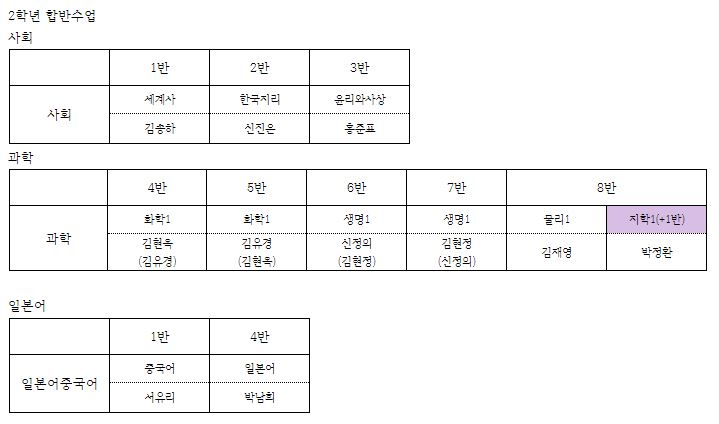 2학년 합반수업
사회
1반 2반 3반
사회 세계사 한국지리 윤리와사상
김송하 신진은 홍준표
과학
4반 5반 6반 7반 8반
과학 화학1 화학1 생명1 생명1 물리1 지학1(+1반)
김현옥 김유경 신정의 김현정 김재영 박정환
(김유경) (김현옥) (김현정) (신정의)
일본어
1반 4반
일본어중국어 중국어 일본어
서유리 박남희